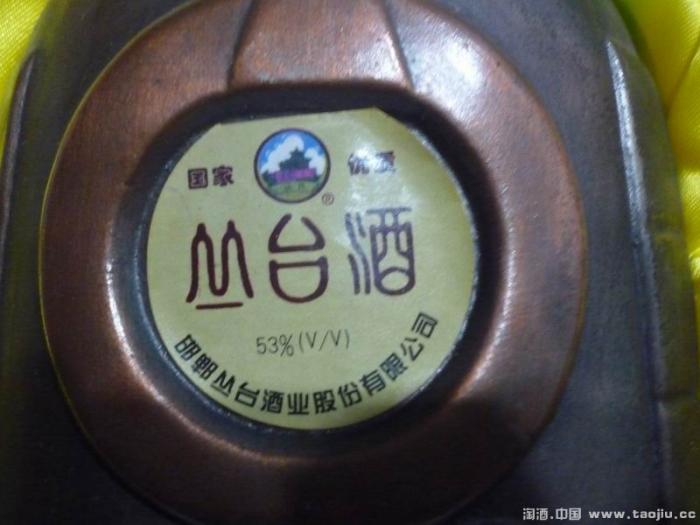 国家 优质
®
丛台酒
53%(V/V)
邯郸丛台酒业股份有限公司
淘酒.中国 www.taojiu.cc